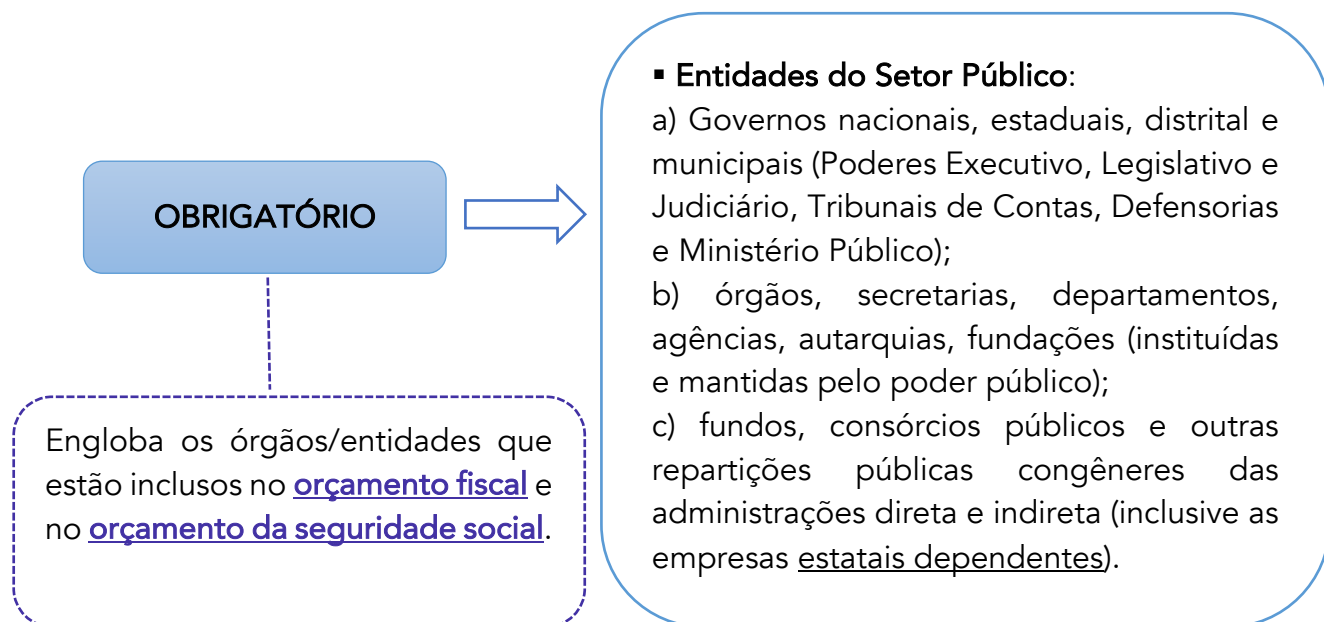 OBRIGATÓRIO
Engloba os órgãos/entidades que
estão inclusos no orçamento fiscal e
no orçamento da seguridade social.
▪ Entidades do Setor Público:
a) Governos nacionais, estaduais, distrital e
municipais (Poderes Executivo, Legislativo e
Judiciário, Tribunais de Contas, Defensorias
e Ministério Público);
b) órgãos, secretarias, departamentos,
agências, autarquias, fundações (instituídas
e mantidas pelo poder público);
c) fundos, consórcios públicos e outras
repartições públicas congêneres das
administrações direta e indireta (inclusive as
empresas estatais dependentes).